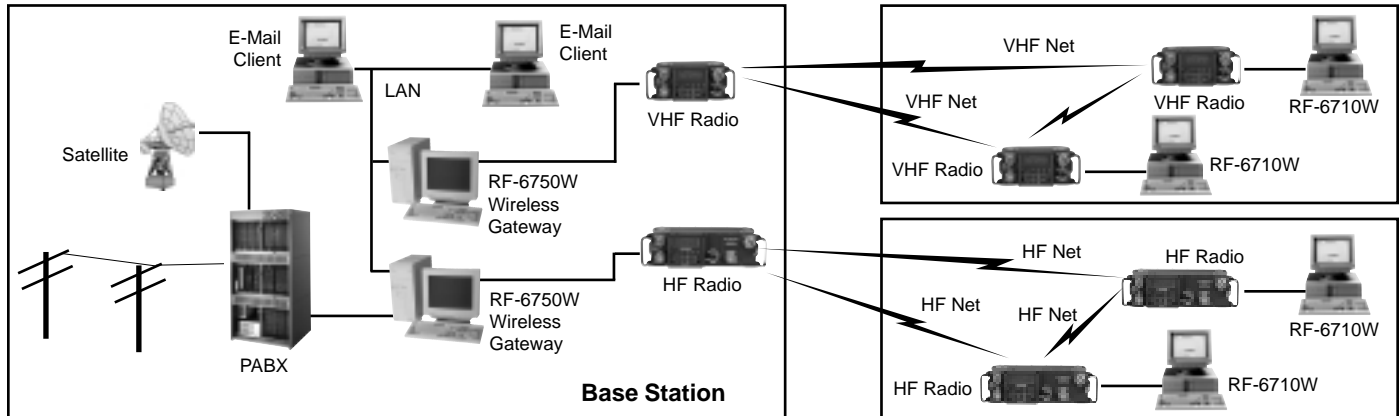 E-Mail
Client
E-Mail
Client
LAN
Satellite
RF-6750W
Wireless
Gateway
VHF Radio
PABX
RF-6750W
Wireless
Gateway
HF Radio
Base Station
VHF Net
VHF Net
VHF Radio
RF-6710W
VHF Radio
RF-6710W
HF Net
HF Radio
HF Net
HF Net
RF-6710W
HF Radio
RF-6710W